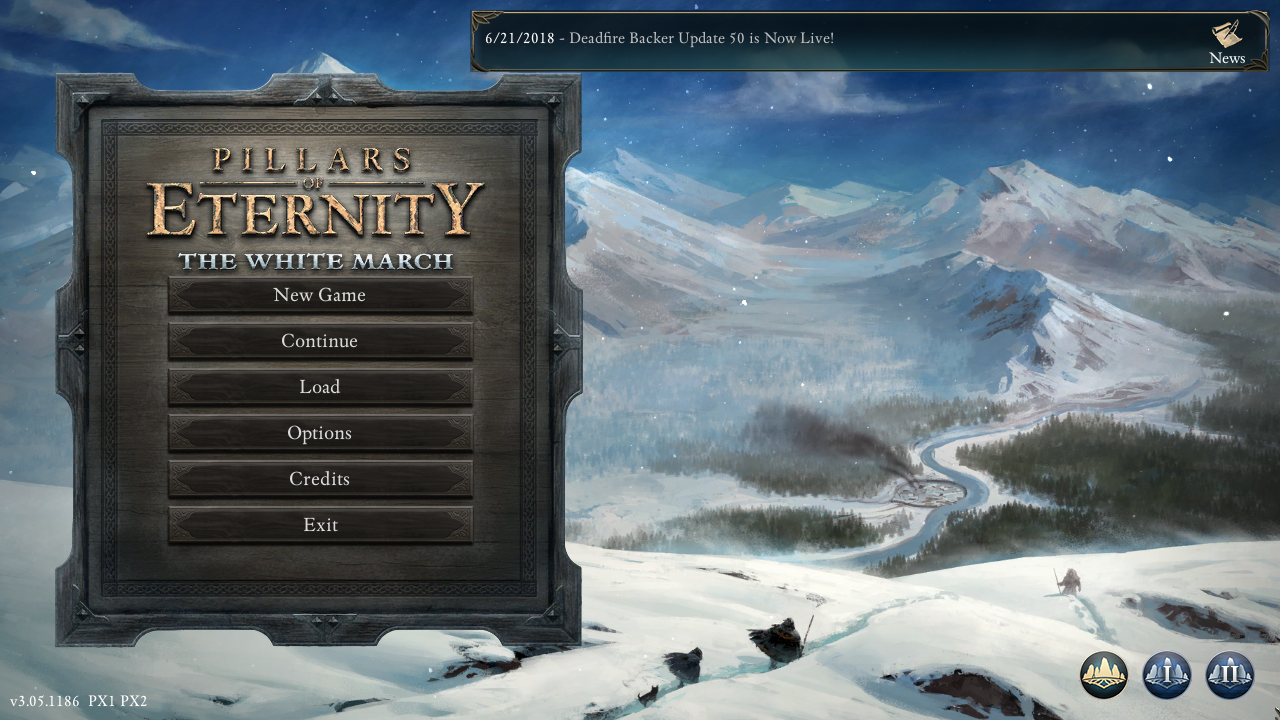 6/21/2018 - Deadfire Backer Update 50 is Now Live!
News
PILLARS
OF
ETERNITY
THE WHITE MARCH
New Game
Continue
Load
Options
Credits
Exit
v3.05.1186 PX1 PX2
I
II